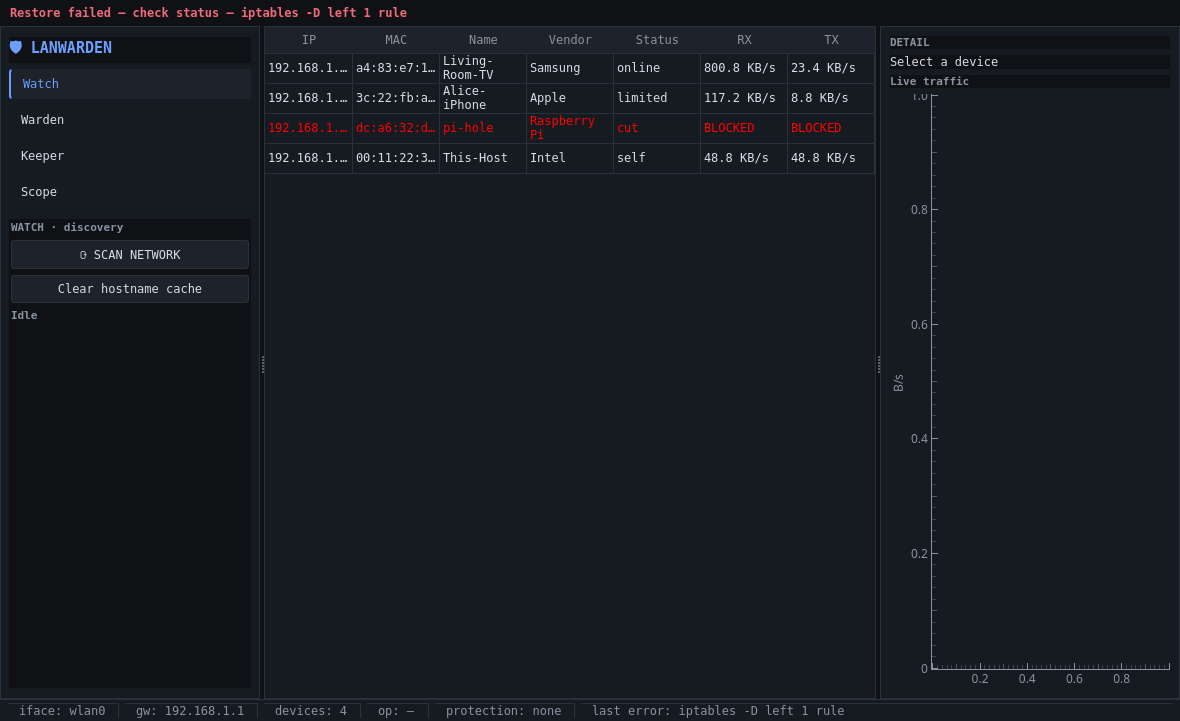 Restore failed — check status — iptables -D left 1 rule
LANWARDEN
Watch
Warden
Keeper
Scope
WATCH · discovery
SCAN NETWORK
Clear hostname cache
Idle
IP MAC Name Vendor Status RX TX
192.168.1.… a4:83:e7:1… Living-Room-TV Samsung online 800.8 KB/s 23.4 KB/s
192.168.1.… 3c:22:fb:a… Alice-iPhone Apple limited 117.2 KB/s 8.8 KB/s
192.168.1.… dc:a6:32:d… pi-hole Raspberry Pi cut BLOCKED BLOCKED
192.168.1.… 00:11:22:3… This-Host Intel self 48.8 KB/s 48.8 KB/s
DETAIL
Select a device
Live traffic
1.0
0.8
0.6
B/s
0.4
0.2
0
0.2 0.4 0.6 0.8
iface: wlan0 gw: 192.168.1.1 devices: 4 op: — protection: none last error: iptables -D left 1 rule